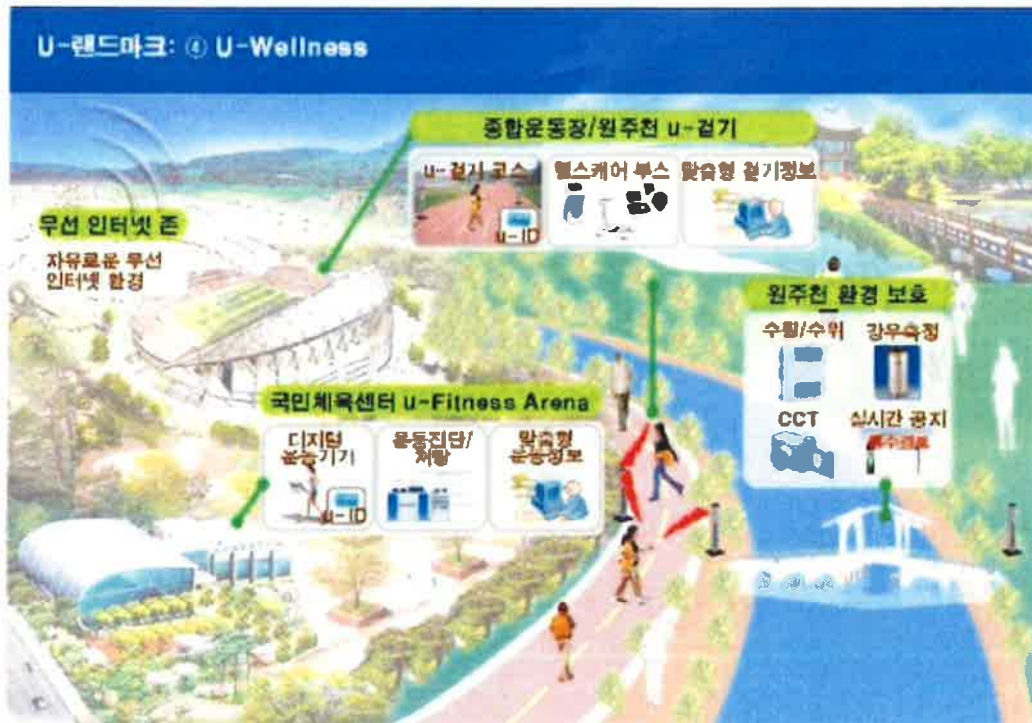 U-랜드마크: ④ U-Wellness
종합운동장/원주천 u-걷기
u-걷기 코스
헬스케어 부스
맞춤형 걷기정보
u-ID
무선 인터넷 존
자유로운 무선
인터넷 환경
원주천 환경 보호
수질/수위
강우측정
CCT
실시간 공지
국민체육센터 u-Fitness Arena
디지털
운동기기
운동진단/
처방
맞춤형
운동정보
u-ID